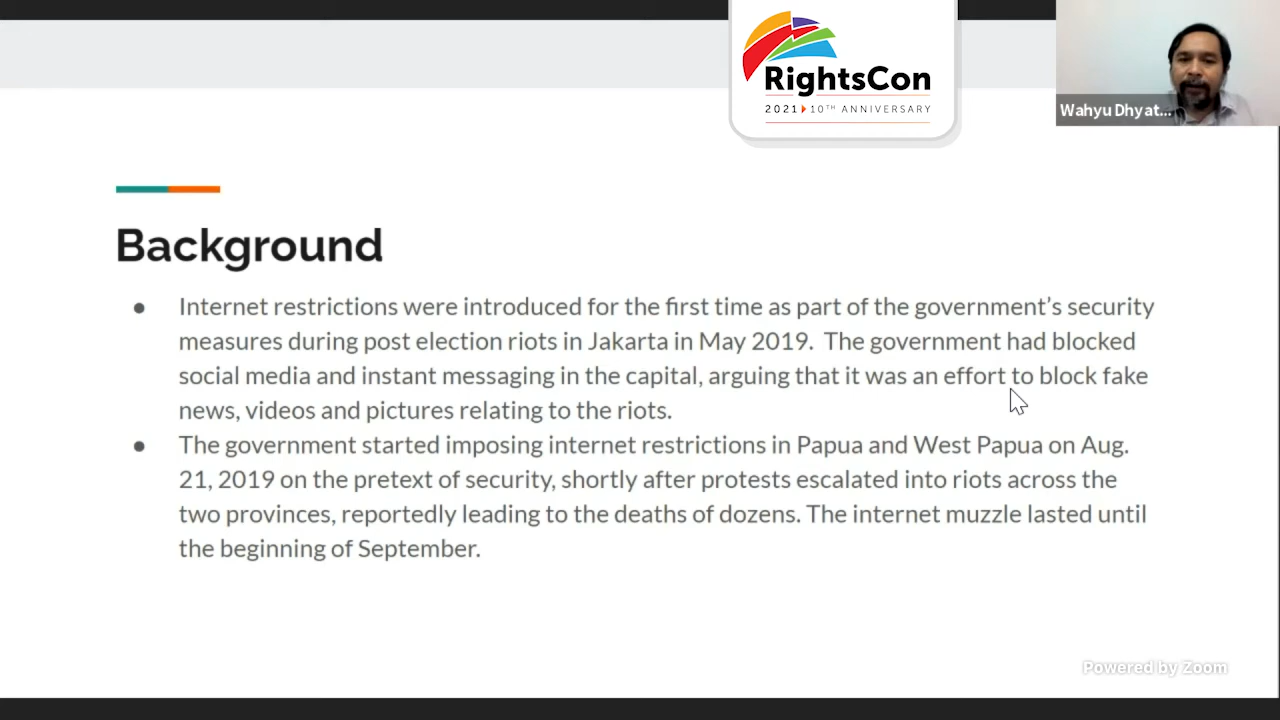 RightsCon
2021 10TH ANNIVERSARY
Wahyu Dhyat...
Background
● Internet restrictions were introduced for the first time as part of the government’s security
measures during post election riots in Jakarta in May 2019. The government had blocked
social media and instant messaging in the capital, arguing that it was an effort to block fake
news, videos and pictures relating to the riots.
● The government started imposing internet restrictions in Papua and West Papua on Aug.
21, 2019 on the pretext of security, shortly after protests escalated into riots across the
two provinces, reportedly leading to the deaths of dozens. The internet muzzle lasted until
the beginning of September.
Powered by Zoom